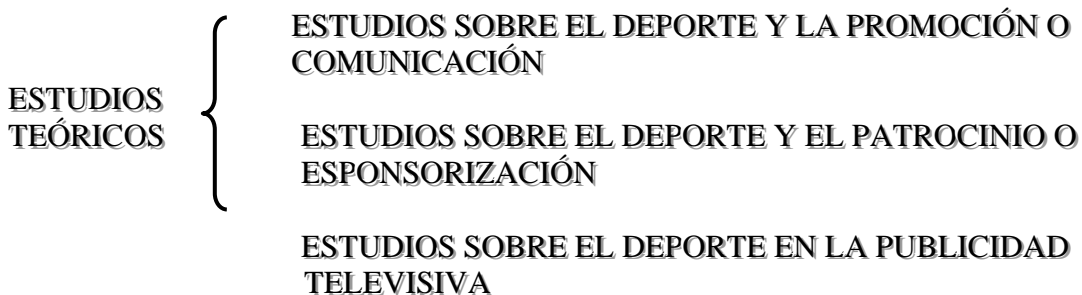 ESTUDIOS SOBRE EL DEPORTE Y LA PROMOCIÓN O
COMUNICACIÓN
ESTUDIOS
TEÓRICOS
ESTUDIOS SOBRE EL DEPORTE Y EL PATROCINIO O
ESPONSORIZACIÓN
ESTUDIOS SOBRE EL DEPORTE EN LA PUBLICIDAD
TELEVISIVA